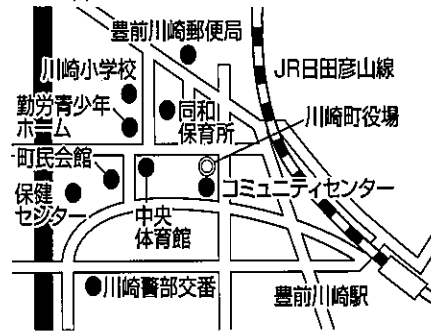 豊前川崎郵便局
川崎小学校
JR日田彦山線
勤労青少年
ホーム
同和
保育所
川崎町役場
町民会館
保健
センター
コミュニティセンター
中央
体育館
川崎警部交番
豊前川崎駅